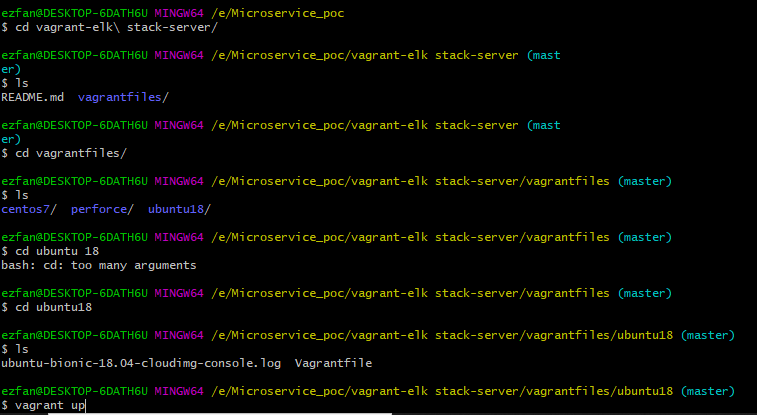 ezfan@DESKTOP-6DATH6U MINGW64 /e/Microservice_poc
$ cd vagrant-elk\ stack-server/
ezfan@DESKTOP-6DATH6U MINGW64 /e/Microservice_poc/vagrant-elk stack-server (mast
er)
$ ls
README.md  vagrantfiles/
ezfan@DESKTOP-6DATH6U MINGW64 /e/Microservice_poc/vagrant-elk stack-server (mast
er)
$ cd vagrantfiles/
ezfan@DESKTOP-6DATH6U MINGW64 /e/Microservice_poc/vagrant-elk stack-server/vagrantfiles (master)
$ ls
centos7/  perforce/  ubuntu18/
ezfan@DESKTOP-6DATH6U MINGW64 /e/Microservice_poc/vagrant-elk stack-server/vagrantfiles (master)
$ cd ubuntu 18
bash: cd: too many arguments
ezfan@DESKTOP-6DATH6U MINGW64 /e/Microservice_poc/vagrant-elk stack-server/vagrantfiles (master)
$ cd ubuntu18
ezfan@DESKTOP-6DATH6U MINGW64 /e/Microservice_poc/vagrant-elk stack-server/vagrantfiles/ubuntu18 (master)
$ ls
ubuntu-bionic-18.04-cloudimg-console.log  Vagrantfile
ezfan@DESKTOP-6DATH6U MINGW64 /e/Microservice_poc/vagrant-elk stack-server/vagrantfiles/ubuntu18 (master)
$ vagrant up